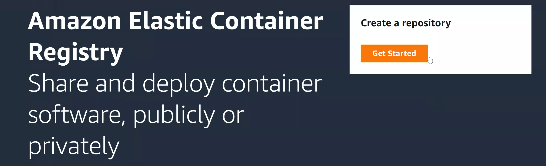 Amazon Elastic Container
Registry
Share and deploy container
software, publicly or
privately
Create a repository
Get Started